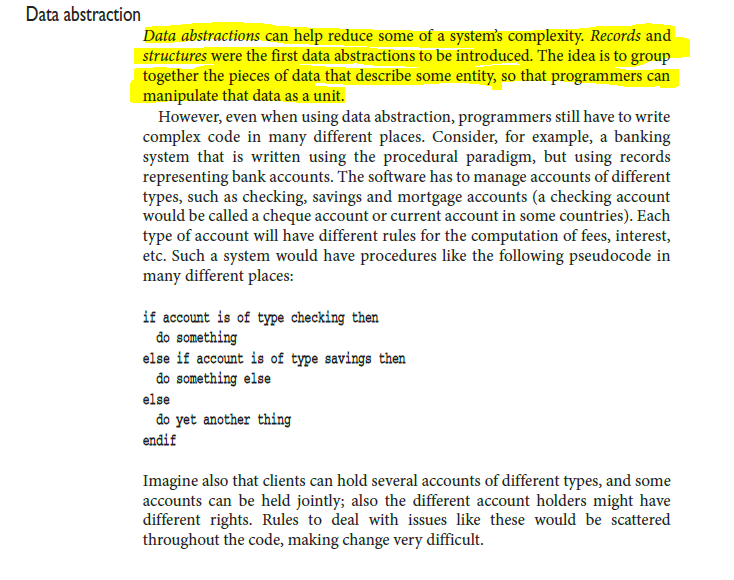 Data abstraction
Data abstractions can help reduce some of a system's complexity. Records and
structures were the first data abstractions to be introduced. The idea is to group
together the pieces of data that describe some entity, so that programmers can
manipulate that data as a unit.
However, even when using data abstraction, programmers still have to write
complex code in many different places. Consider, for example, a banking
system that is written using the procedural paradigm, but using records
representing bank accounts. The software has to manage accounts of different
types, such as checking, savings and mortgage accounts (a checking account
would be called a cheque account or current account in some countries). Each
type of account will have different rules for the computation of fees, interest,
etc. Such a system would have procedures like the following pseudocode in
many different places:
if account is of type checking then
do something
else if account is of type savings then
do something else
else
do yet another thing
endif
Imagine also that clients can hold several accounts of different types, and some
accounts can be held jointly; also the different account holders might have
different rights. Rules to deal with issues like these would be scattered
throughout the code, making change very difficult.